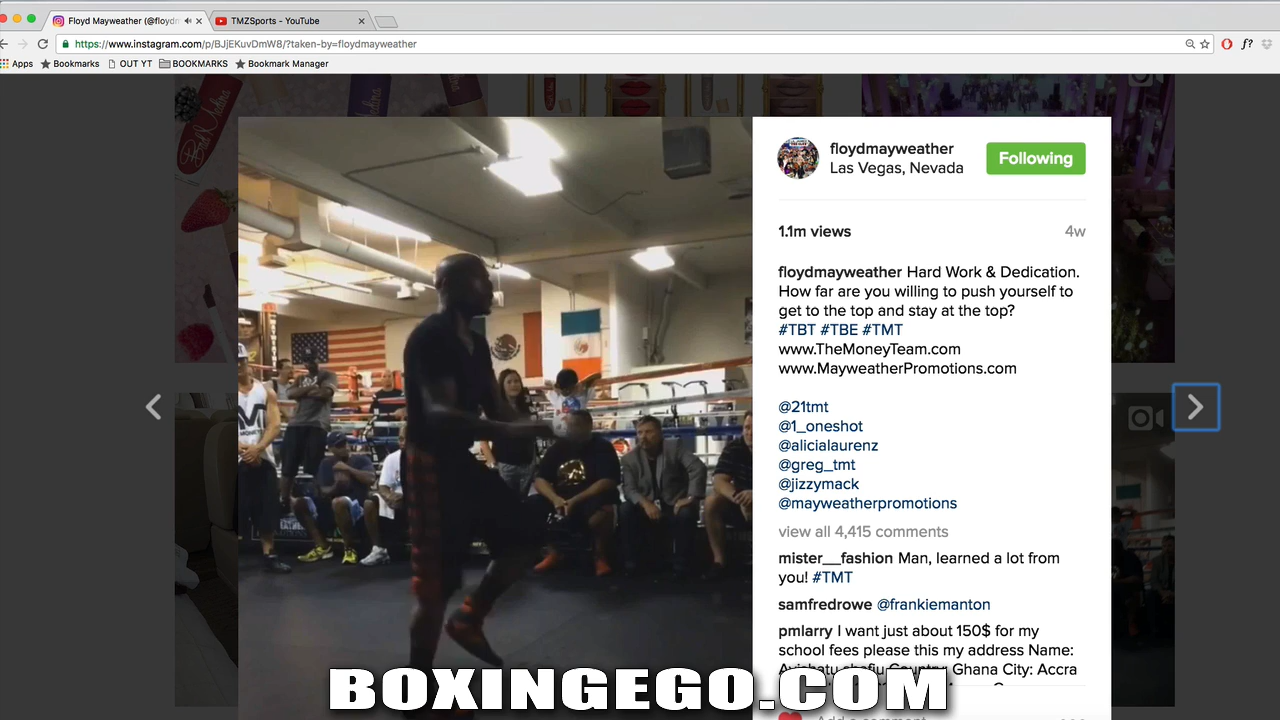 Floyd Mayweather (@floydm
TMZSports - YouTube
https://www.instagram.com/p/BJjEKuvDmW8/?taken-by=floydmayweather
f?
Apps
Bookmarks
OUT YT
BOOKMARKS
Bookmark Manager
floydmayweather
Las Vegas, Nevada
Following
1.1m views
4w
floydmayweather Hard Work & Dedication.
How far are you willing to push yourself to
get to the top and stay at the top?
#TBT #TBE #TMT
www.TheMoneyTeam.com
www.MayweatherPromotions.com
@21tmt
@1_oneshot
@alicialaurenz
@greg_tmt
@jizzymack
@mayweatherpromotions
view all 4,415 comments
mister__fashion Man, learned a lot from
you! #TMT
samfredrowe @frankiemanton
pmlarry I want just about 150$ for my
school fees please this my address Name:
Country: Ghana City: Accra
Add a comment
BOXINGEGO.COM